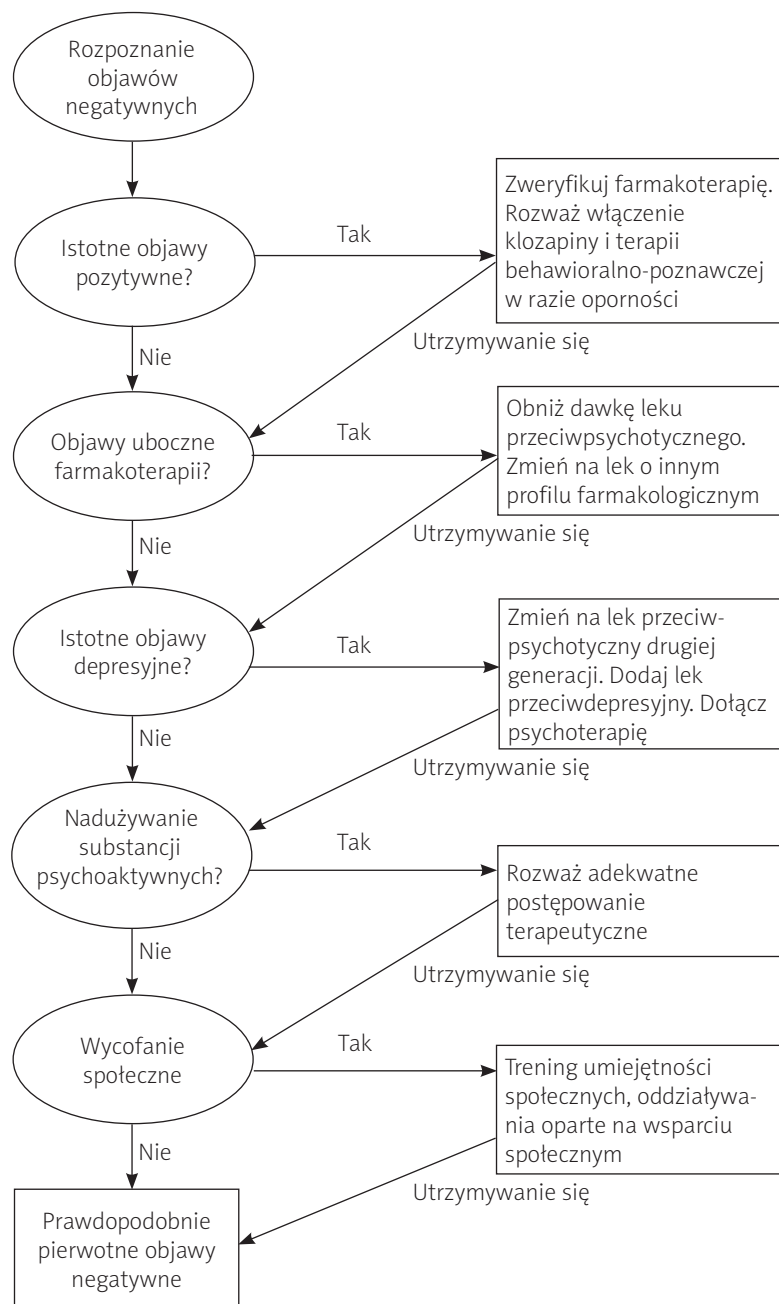 Rozpoznanie
objawów
negatywnych
Istotne objawy
pozytywne?
Tak
Zweryfikuj farmakoterapię.
Rozważ włączenie
klozapiny i terapii
behawioralno-poznawczej
w razie oporności
Utrzymywanie się
Nie
Objawy uboczne
farmakoterapii?
Tak
Obniż dawkę leku
przeciwpsychotycznego.
Zmień na lek o innym
profilu farmakologicznym
Utrzymywanie się
Nie
Istotne objawy
depresyjne?
Tak
Zmień na lek przeciw-
psychotyczny drugiej
generacji. Dodaj lek
przeciwdepresyjny. Dołącz
psychoterapię
Utrzymywanie się
Nie
Nadużywanie
substancji
psychoaktywnych?
Tak
Rozważ adekwatne
postępowanie
terapeutyczne
Utrzymywanie się
Nie
Wycofanie
społeczne
Tak
Trening umiejętności
społecznych, oddziaływa-
nia oparte na wsparciu
społecznym
Utrzymywanie się
Nie
Prawdopodobnie
pierwotne objawy
negatywne